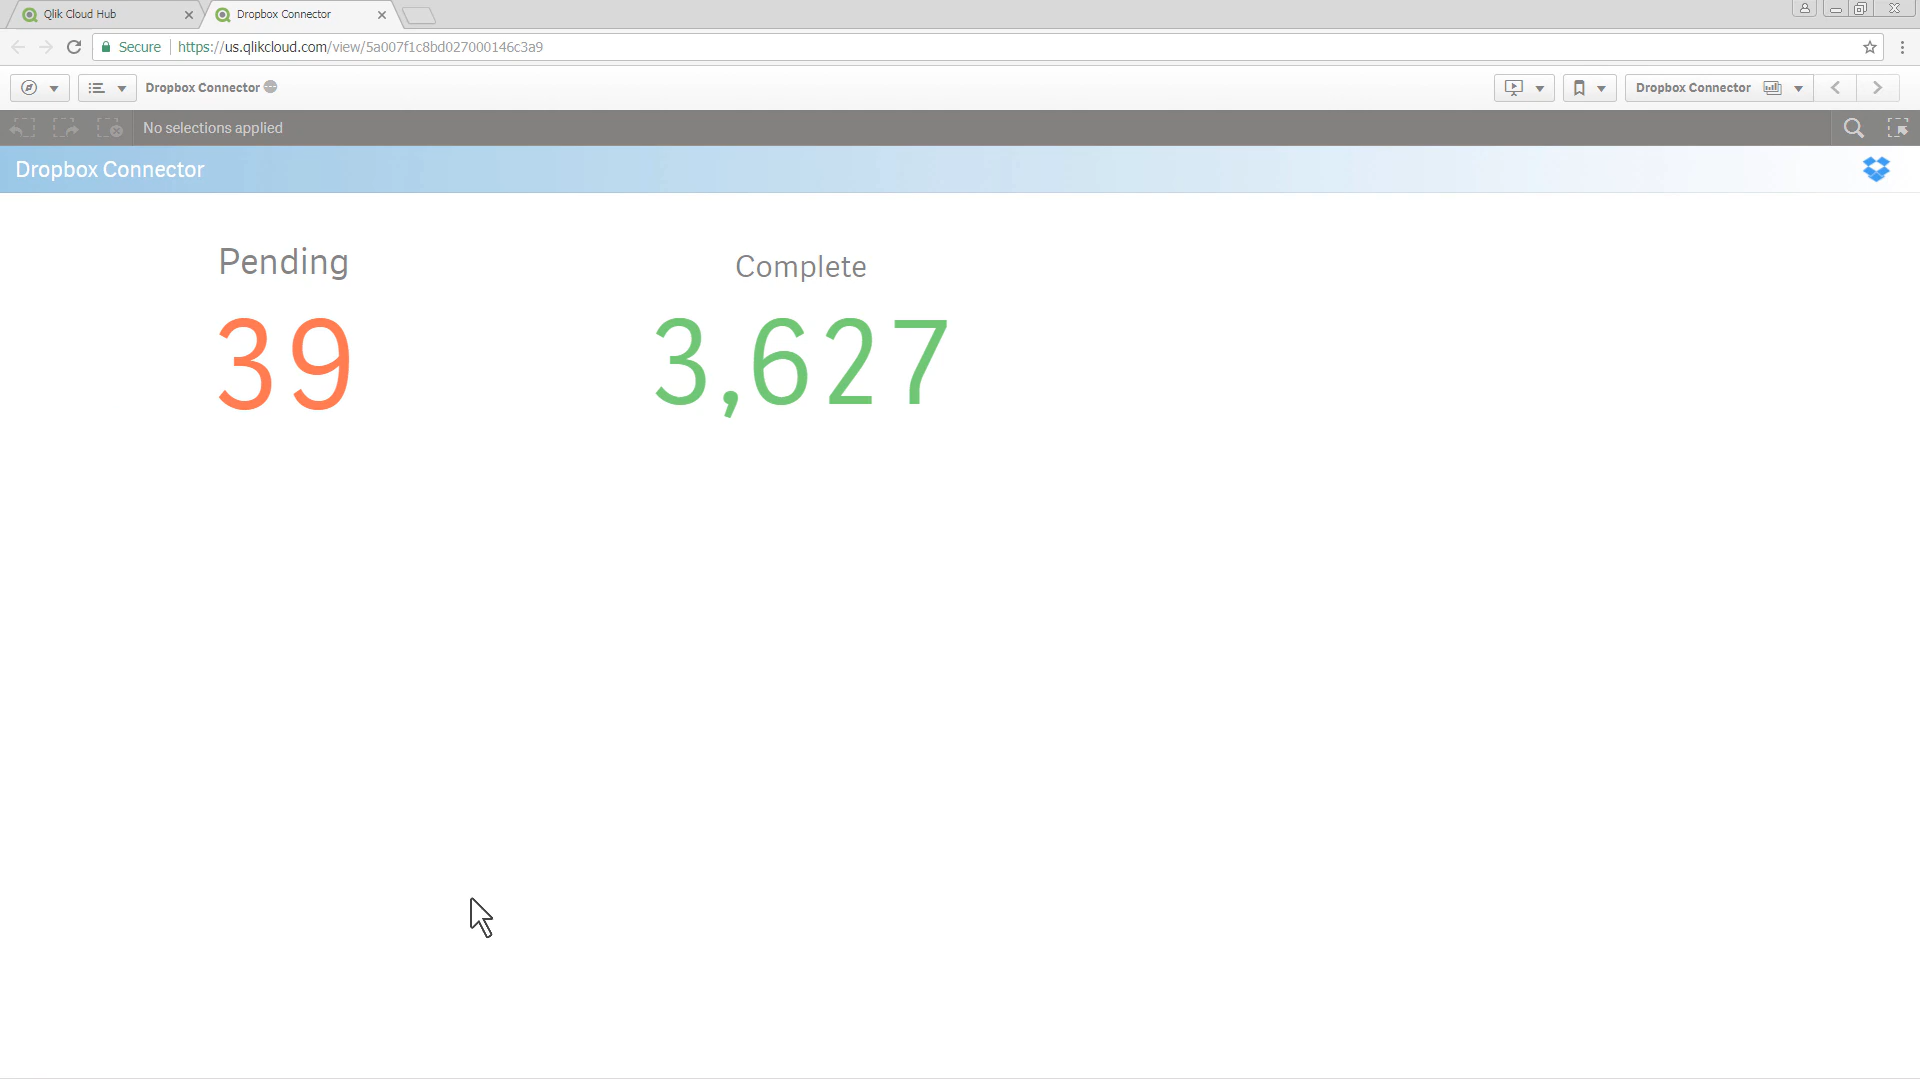 Qlik Cloud Hub
Dropbox Connector
Secure
https://us.qlikcloud.com/view/5a007f1c8bd027000146c3a9
Dropbox Connector
Dropbox Connector
No selections applied
Dropbox Connector
Pending
Complete
39
3,627